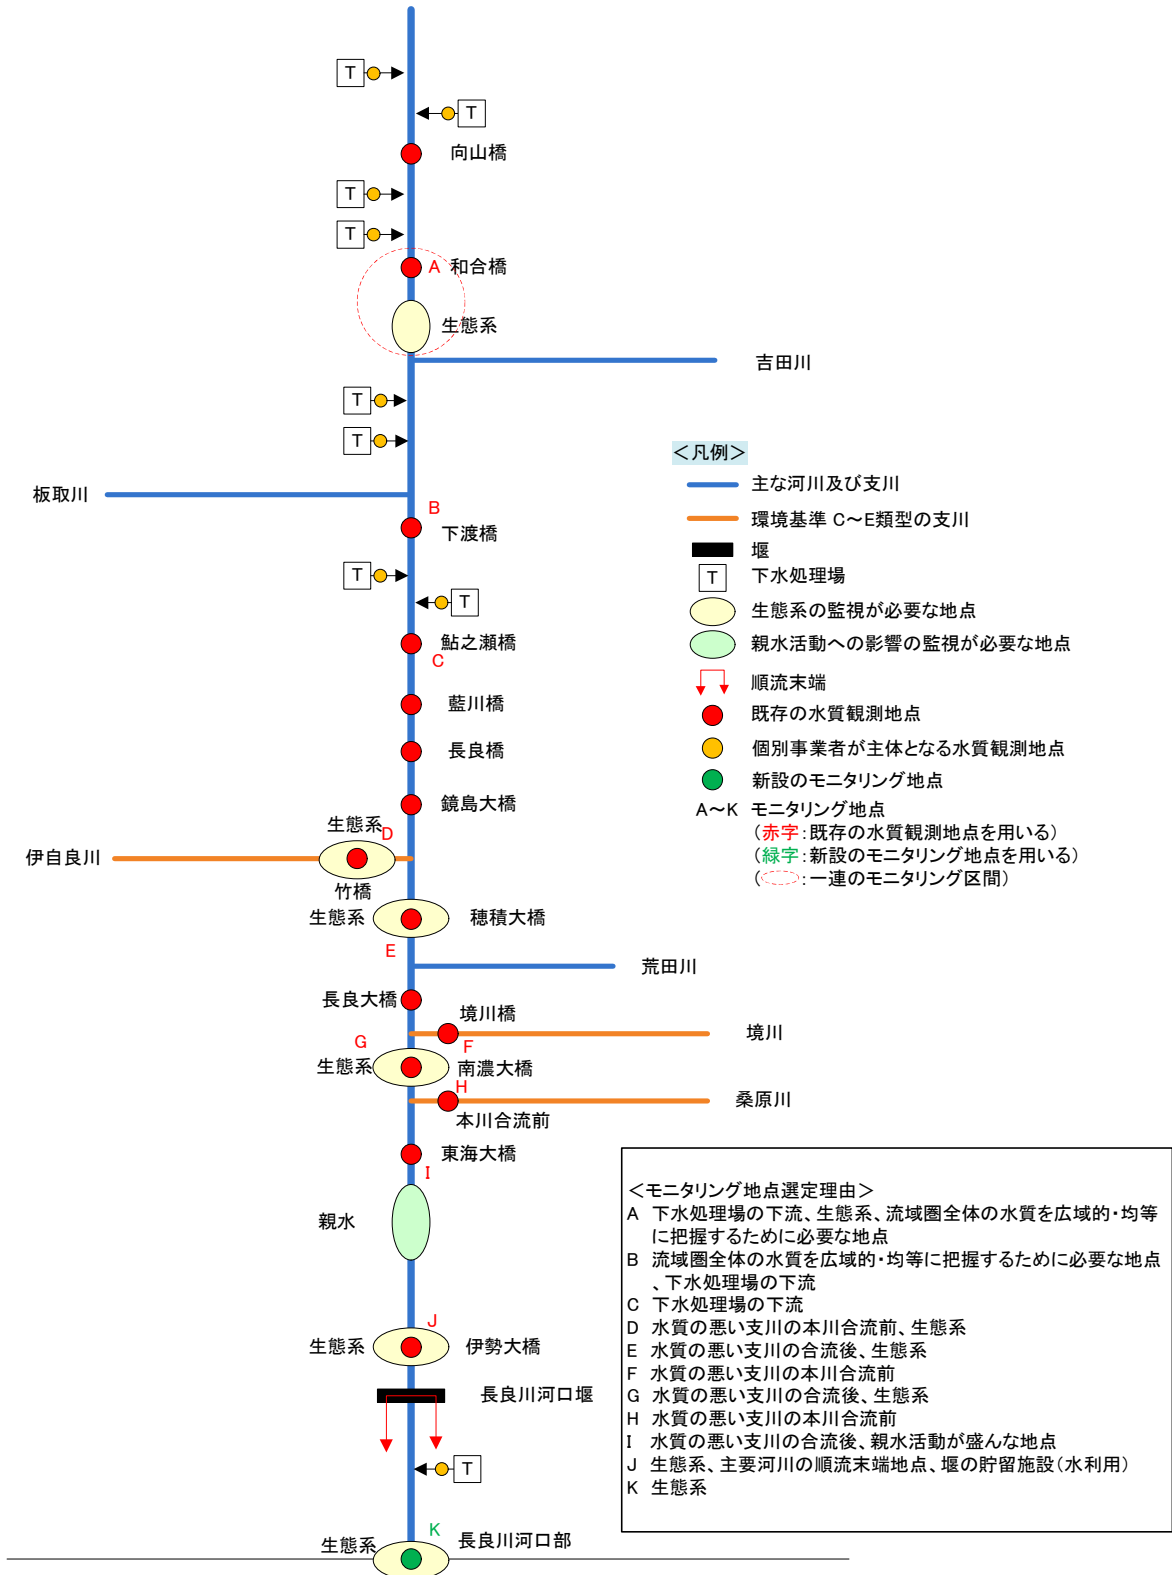 T
T
向山橋
T
T
A 和合橋
生態系
吉田川
T
T
板取川
B
下渡橋
T
T
鮎之瀬橋
C
藍川橋
長良橋
鏡島大橋
生態系
D
伊自良川
竹橋
生態系
穂積大橋
E
荒田川
長良大橋
境川橋
境川
F
G
生態系
南濃大橋
H
桑原川
本川合流前
東海大橋
I
親水
J
生態系
伊勢大橋
長良川河口堰
T
K
生態系
長良川河口部
＜凡例＞
主な河川及び支川
環境基準 C～E類型の支川
堰
T 下水処理場
生態系の監視が必要な地点
親水活動への影響の監視が必要な地点
順流末端
既存の水質観測地点
個別事業者が主体となる水質観測地点
新設のモニタリング地点
A～K モニタリング地点
（赤字：既存の水質観測地点を用いる）
（緑字：新設のモニタリング地点を用いる）
（ ：一連のモニタリング区間）
＜モニタリング地点選定理由＞
A 下水処理場の下流、生態系、流域圏全体の水質を広域的・均等
に把握するために必要な地点
B 流域圏全体の水質を広域的・均等に把握するために必要な地点
、下水処理場の下流
C 下水処理場の下流
D 水質の悪い支川の本川合流前、生態系
E 水質の悪い支川の合流後、生態系
F 水質の悪い支川の本川合流前
G 水質の悪い支川の合流後、生態系
H 水質の悪い支川の本川合流前
I 水質の悪い支川の合流後、親水活動が盛んな地点
J 生態系、主要河川の順流末端地点、堰の貯留施設（水利用）
K 生態系